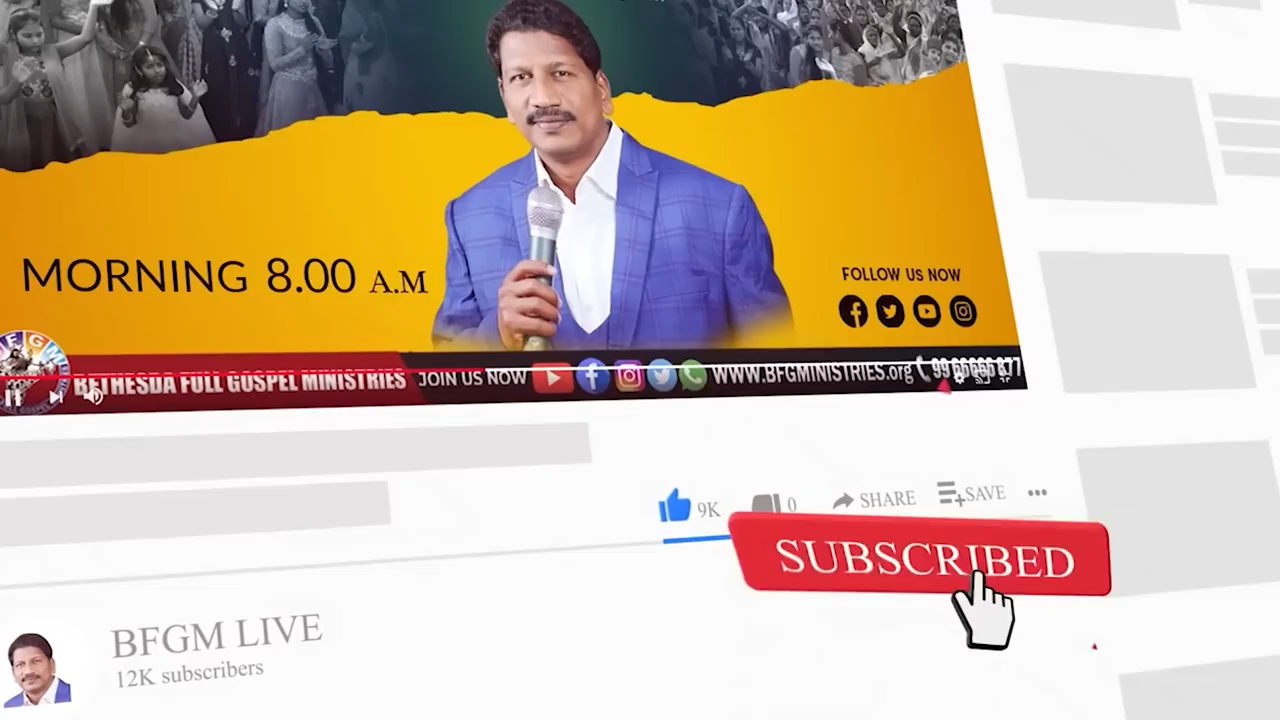 MORNING 8.00 A.M
FOLLOW US NOW
BETHESDA FULL GOSPEL MINISTRIES JOIN US NOW WWW.BFGMINISTRIES.org
9K 0 SHARE SAVE
SUBSCRIBED
BFGM LIVE
12K subscribers